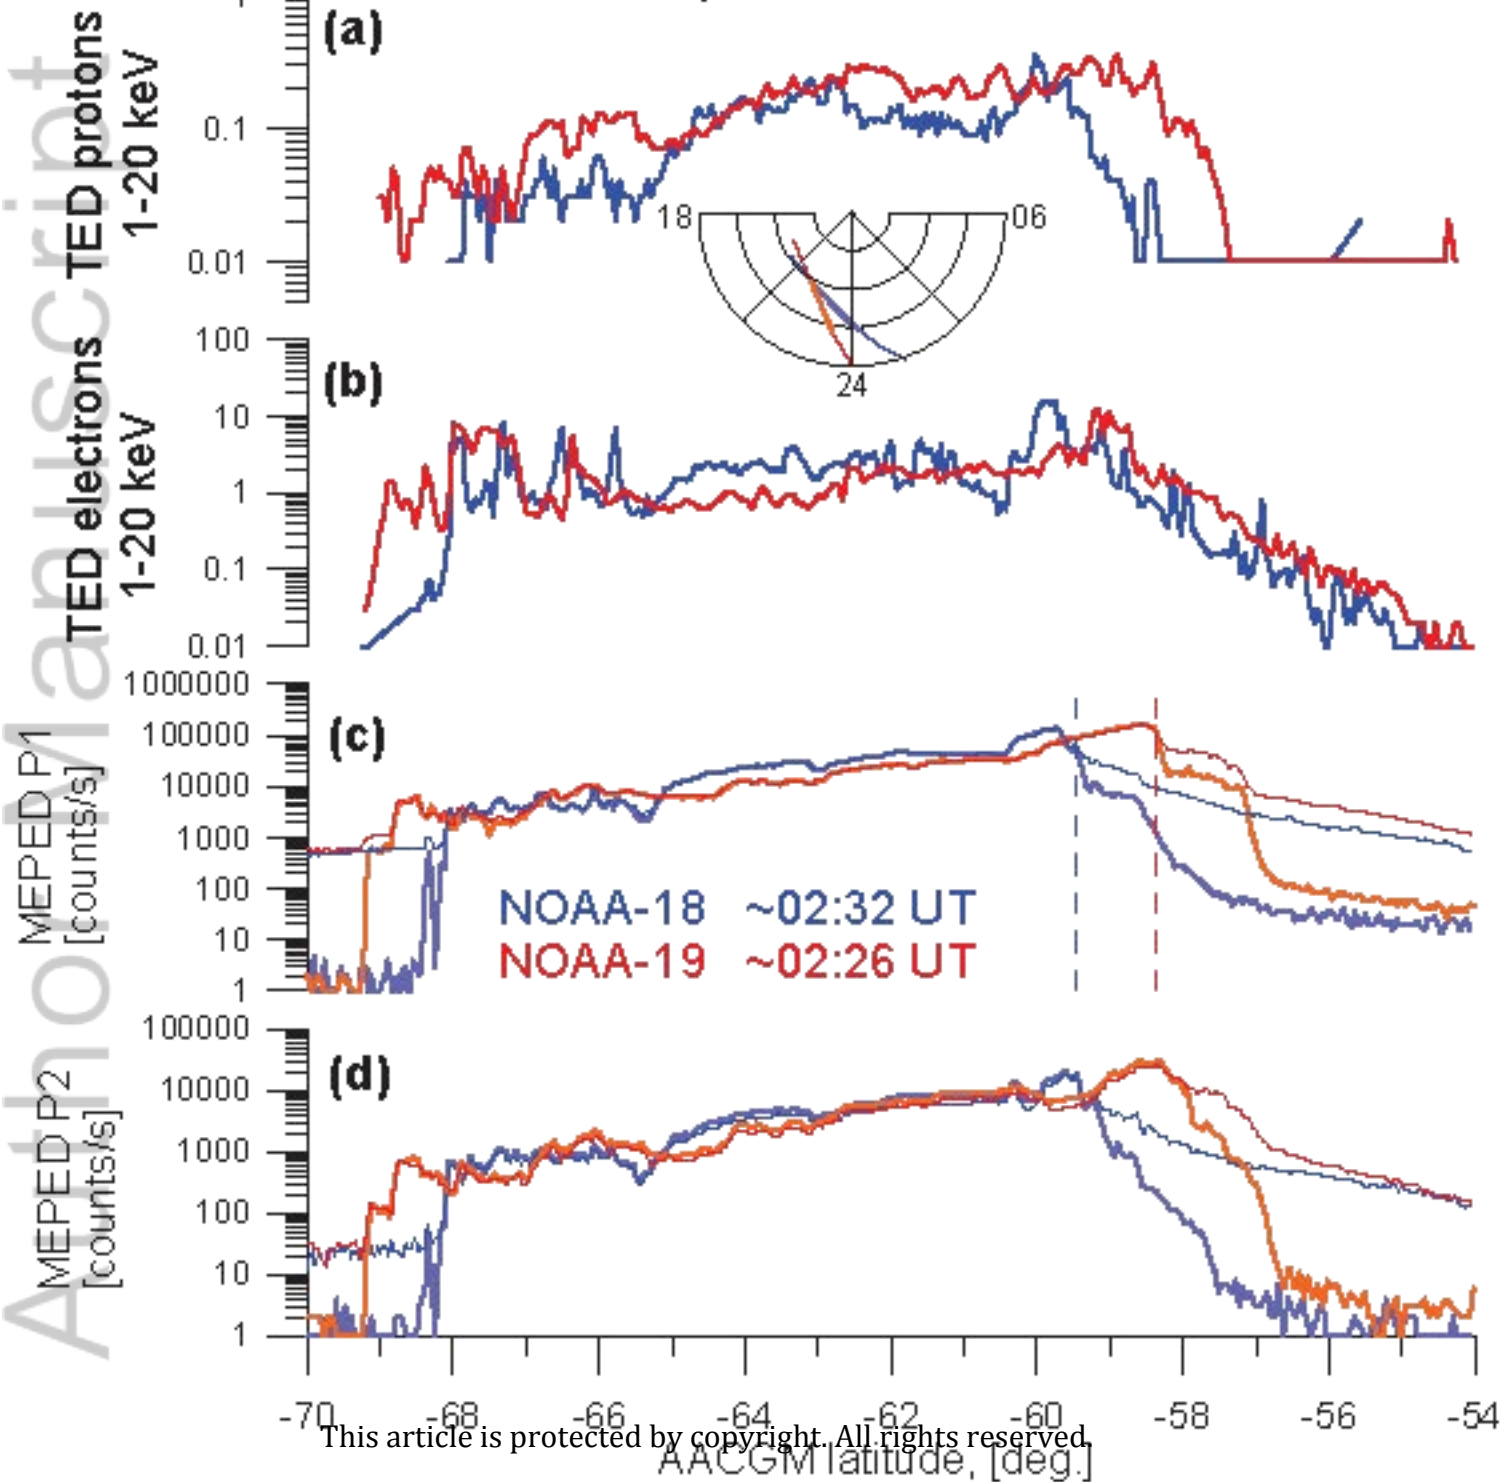 Author Manuscript
(a)
TED protons
1-20 keV
0.1
0.01
18
06
24
(b)
TED electrons
1-20 keV
100
10
1
0.1
0.01
(c)
MEPED P1
[counts/s]
1000000
100000
10000
1000
100
10
1
NOAA-18 ~02:32 UT
NOAA-19 ~02:26 UT
(d)
MEPED P2
[counts/s]
100000
10000
1000
100
10
1
-70 -68 -66 -64 -62 -60 -58 -56 -54
AACGM latitude, [deg.]
This article is protected by copyright. All rights reserved.